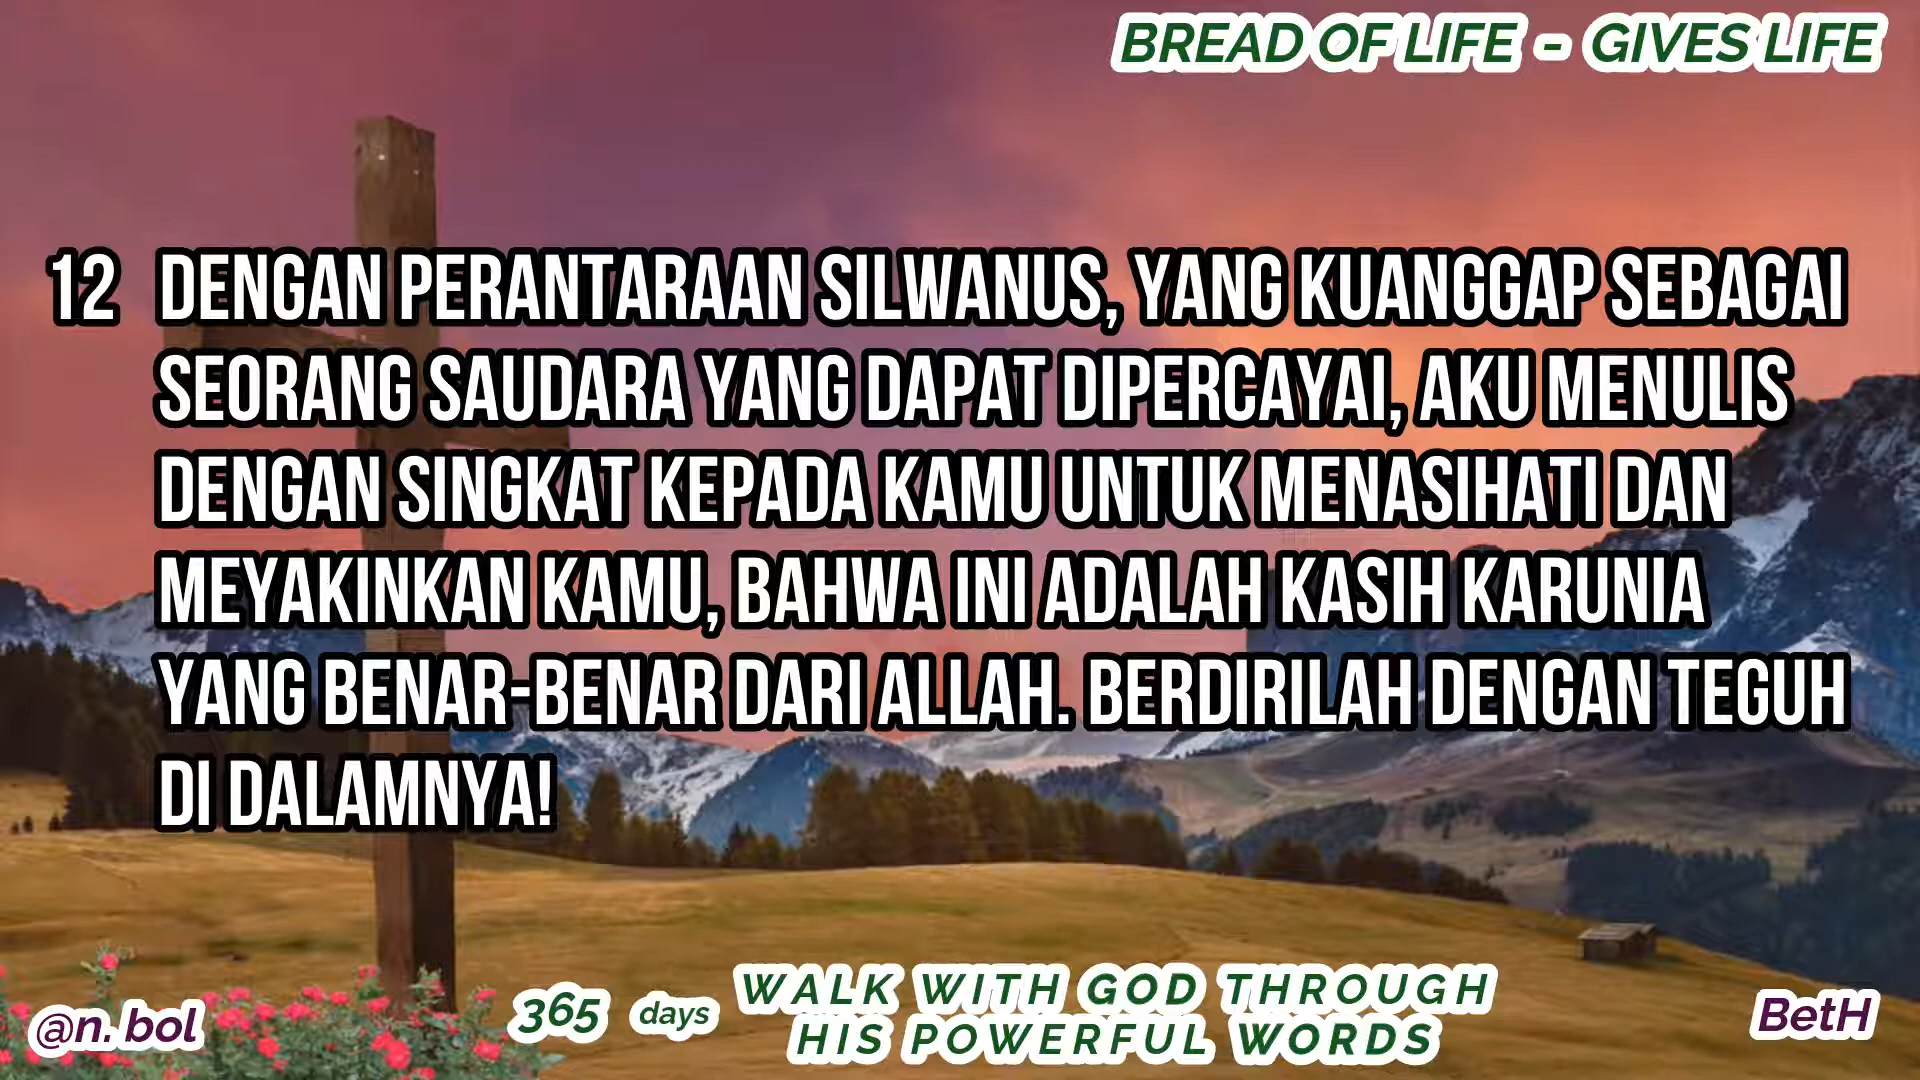 BREAD OF LIFE - GIVES LIFE
12 DENGAN PERANTARAAN SILWANUS, YANG KUANGGAP SEBAGAI
SEORANG SAUDARA YANG DAPAT DIPERCAYAI, AKU MENULIS
DENGAN SINGKAT KEPADA KAMU UNTUK MENASIHATI DAN
MEYAKINKAN KAMU, BAHWA INI ADALAH KASIH KARUNIA
YANG BENAR-BENAR DARI ALLAH. BERDIRILAH DENGAN TEGUH
DI DALAMNYA!
@n.bol
365 days
WALK WITH GOD THROUGH
HIS POWERFUL WORDS
BetH